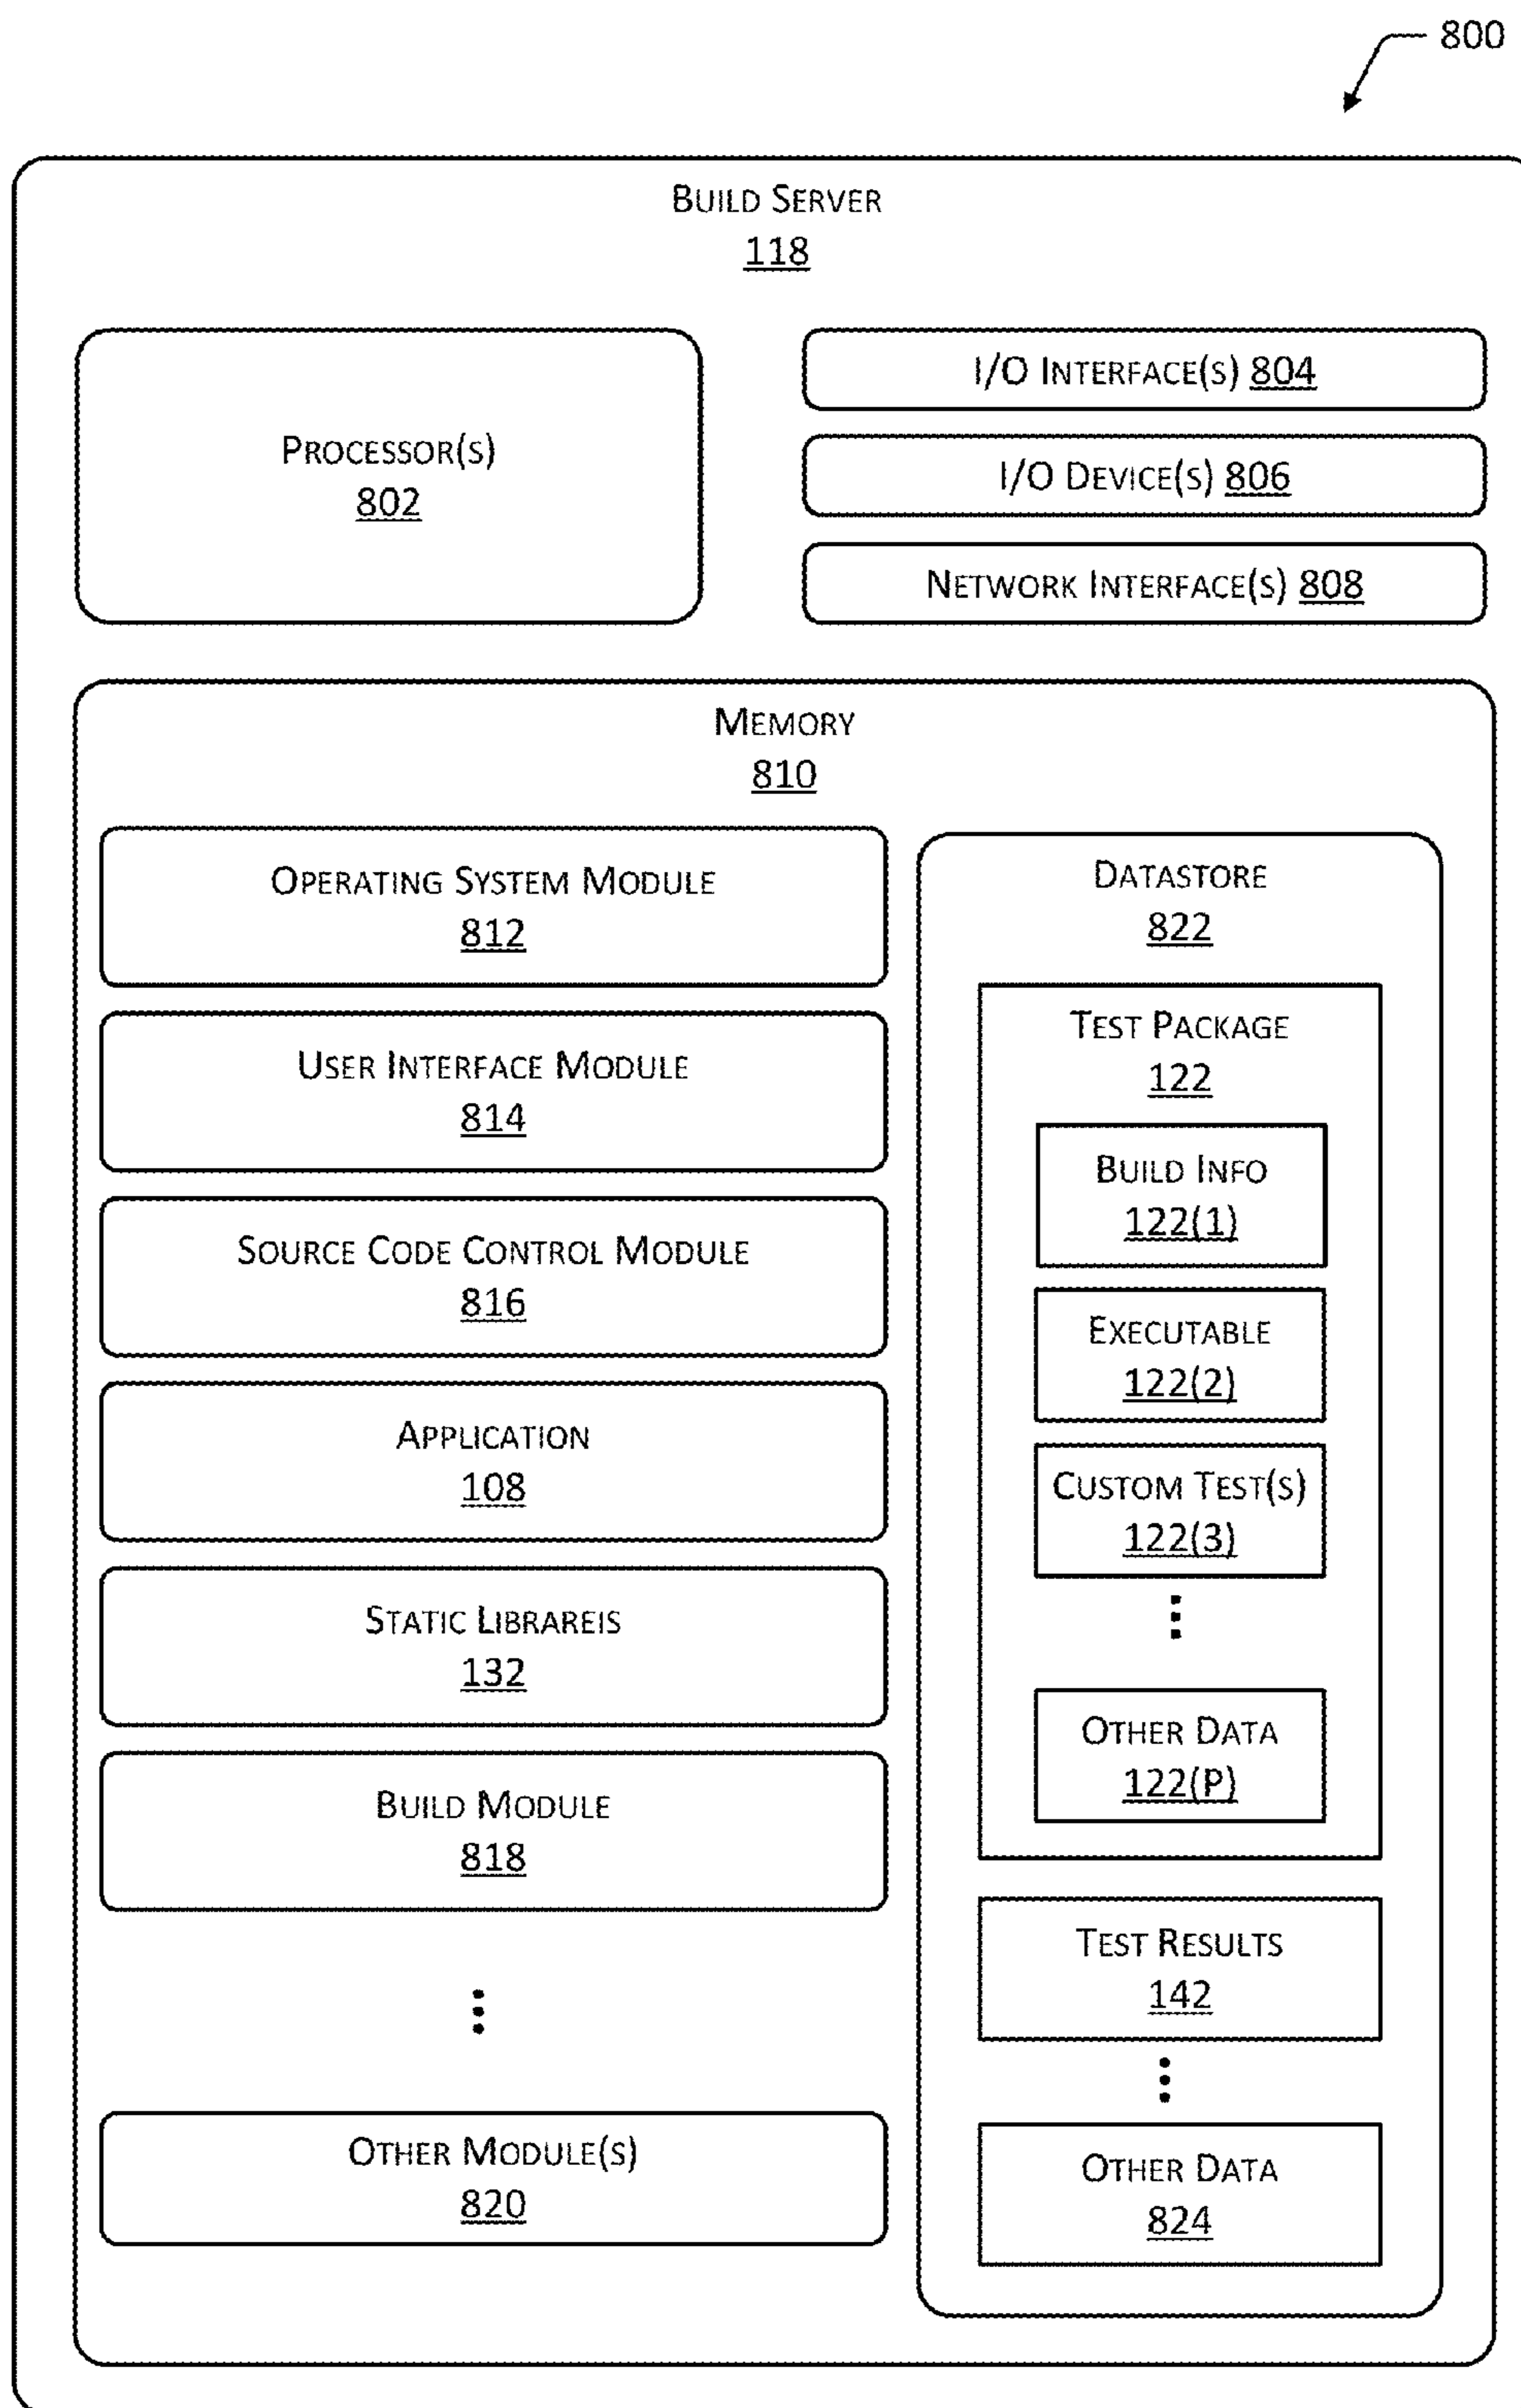 800
BUILD SERVER
118
PROCESSOR(S)
802
I/O INTERFACE(S) 804
I/O DEVICE(S) 806
NETWORK INTERFACE(S) 808
MEMORY
810
OPERATING SYSTEM MODULE
812
USER INTERFACE MODULE
814
SOURCE CODE CONTROL MODULE
816
APPLICATION
108
STATIC LIBRAREIS
132
BUILD MODULE
818
⋮
OTHER MODULE(S)
820
DATASTORE
822
TEST PACKAGE
122
BUILD INFO
122(1)
EXECUTABLE
122(2)
CUSTOM TEST(S)
122(3)
⋮
OTHER DATA
122(P)
TEST RESULTS
142
⋮
OTHER DATA
824